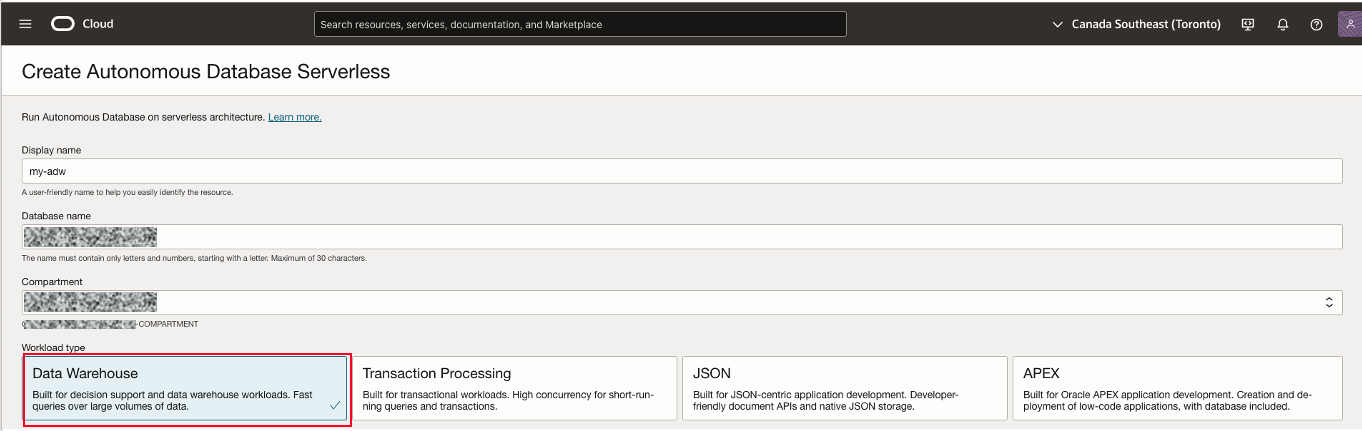 Cloud
Search resources, services, documentation, and Marketplace
Canada Southeast (Toronto)
Create Autonomous Database Serverless
Run Autonomous Database on serverless architecture. Learn more.
Display name
my-adw
A user-friendly name to help you easily identify the resource.
Database name
The name must contain only letters and numbers, starting with a letter. Maximum of 30 characters.
Compartment
-COMPARTMENT
Workload type
Data Warehouse
Built for decision support and data warehouse workloads. Fast
queries over large volumes of data.
Transaction Processing
Built for transactional workloads. High concurrency for short-run-
ning queries and transactions.
JSON
Built for JSON-centric application development. Developer-
friendly document APIs and native JSON storage.
APEX
Built for Oracle APEX application development. Creation and de-
ployment of low-code applications, with database included.